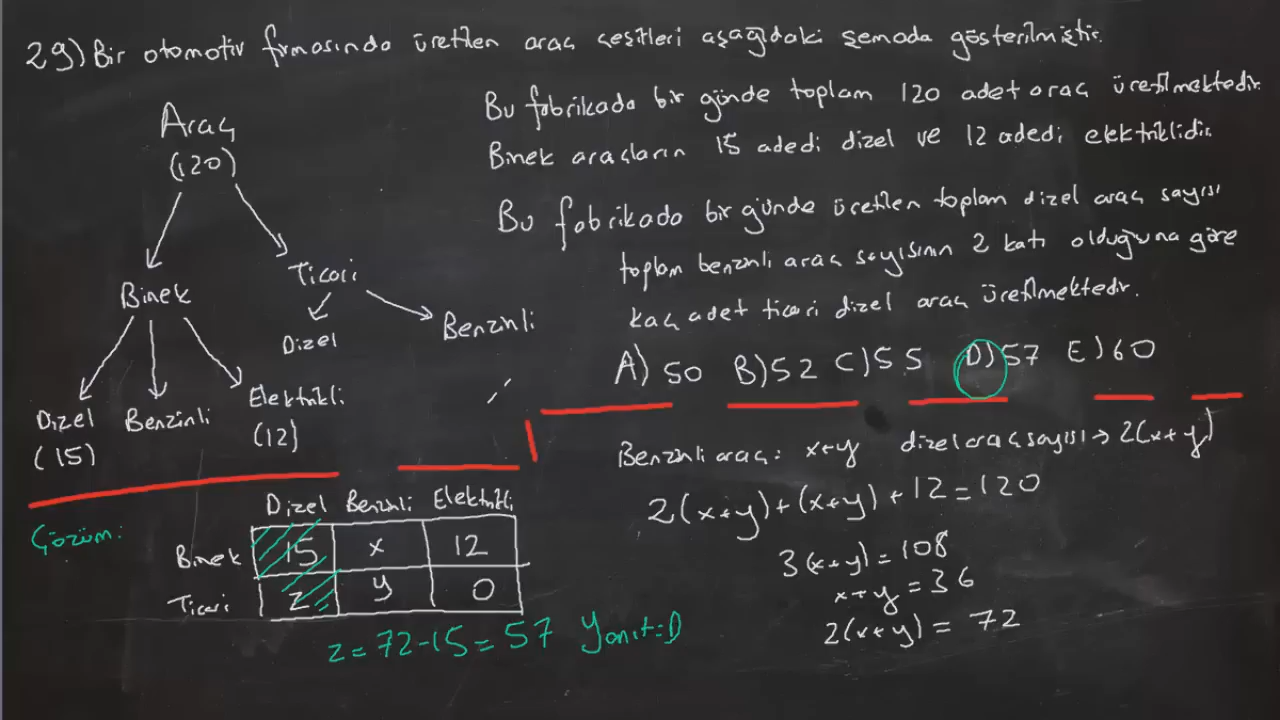 29) Bir otomotiv firmasında üretilen araç çeşitleri aşağıdaki şemada gösterilmiştir.
Araç
(120)
Binek
Ticari
Dizel
Benzinli
Dizel
Benzinli
Elektrikli
(15)
(12)
Bu fabrikada bir günde toplam 120 adet araç üretilmektedir.
Binek araçların 15 adedi dizel ve 12 adedi elektriklidir.
Bu fabrikada bir günde üretilen toplam dizel araç sayısı
toplam benzinli araç sayısının 2 katı olduğuna göre
kaç adet ticari dizel araç üretilmektedir.
A) 50 B) 52 C) 55 D) 57 E) 60
Çözüm:
Dizel Benzinli Elektrikli
Binek 15 x 12
Ticari z y 0
z = 72 - 15 = 57 Yanıt: D
Benzinli araç: x+y dizel araç sayısı → 2(x+y)
2(x+y)+(x+y)+12=120
3(x+y)=108
x+y=36
2(x+y)=72